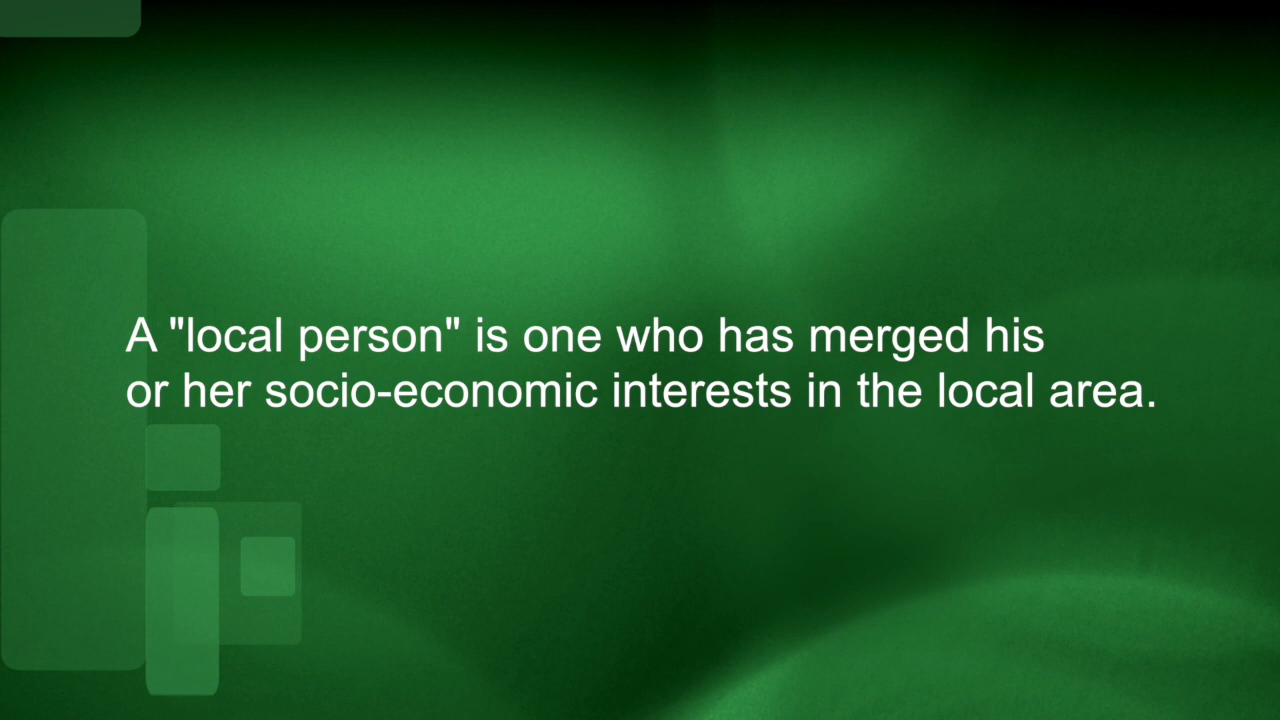 A "local person" is one who has merged his
or her socio-economic interests in the local area.